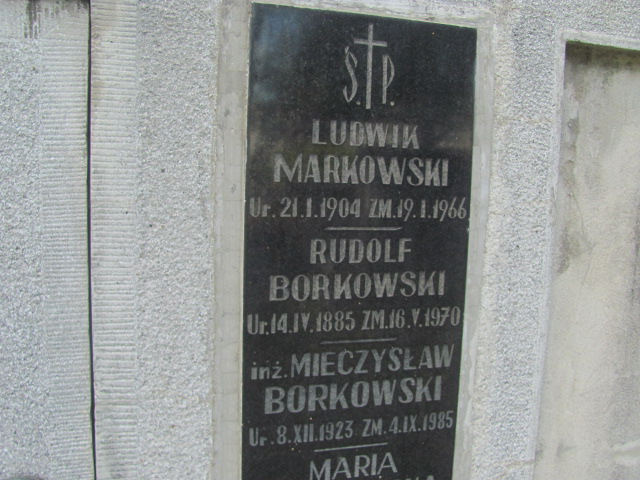 Ś. P.
LUDWIK
MARKOWSKI
Ur. 21.I.1904 ZM.19.I.1966
RUDOLF
BORKOWSKI
Ur.14.IV.1885 ZM.16.V.1970
inż. MIECZYSŁAW
BORKOWSKI
Ur. 8.XII.1923 ZM.4.IX.1985
MARIA